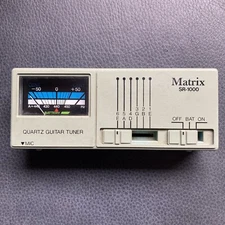 -50 0 +50
Matrix
SR-1000
6 5 4 3 2 1
E A D G B E
OFF BAT ON
QUARTZ GUITAR TUNER
MIC